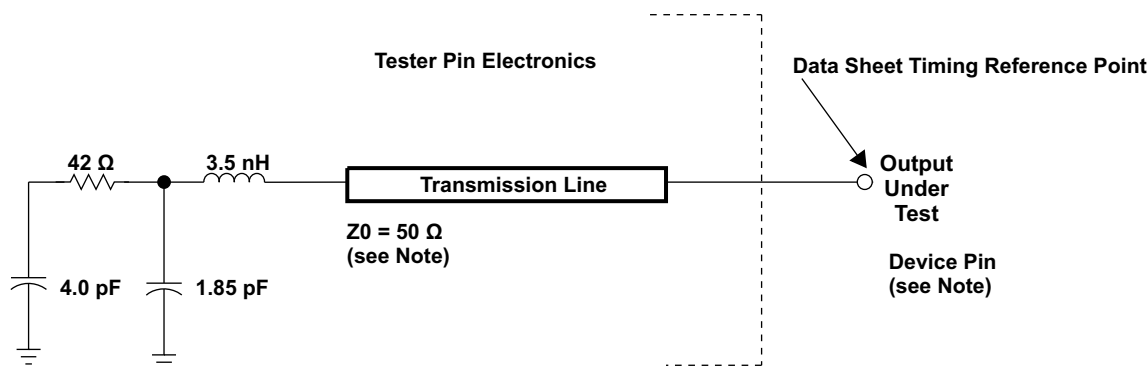 Tester Pin Electronics
Data Sheet Timing Reference Point
42 Ω
3.5 nH
Transmission Line
Output
Under
Test
Z0 = 50 Ω
(see Note)
Device Pin
(see Note)
4.0 pF
1.85 pF